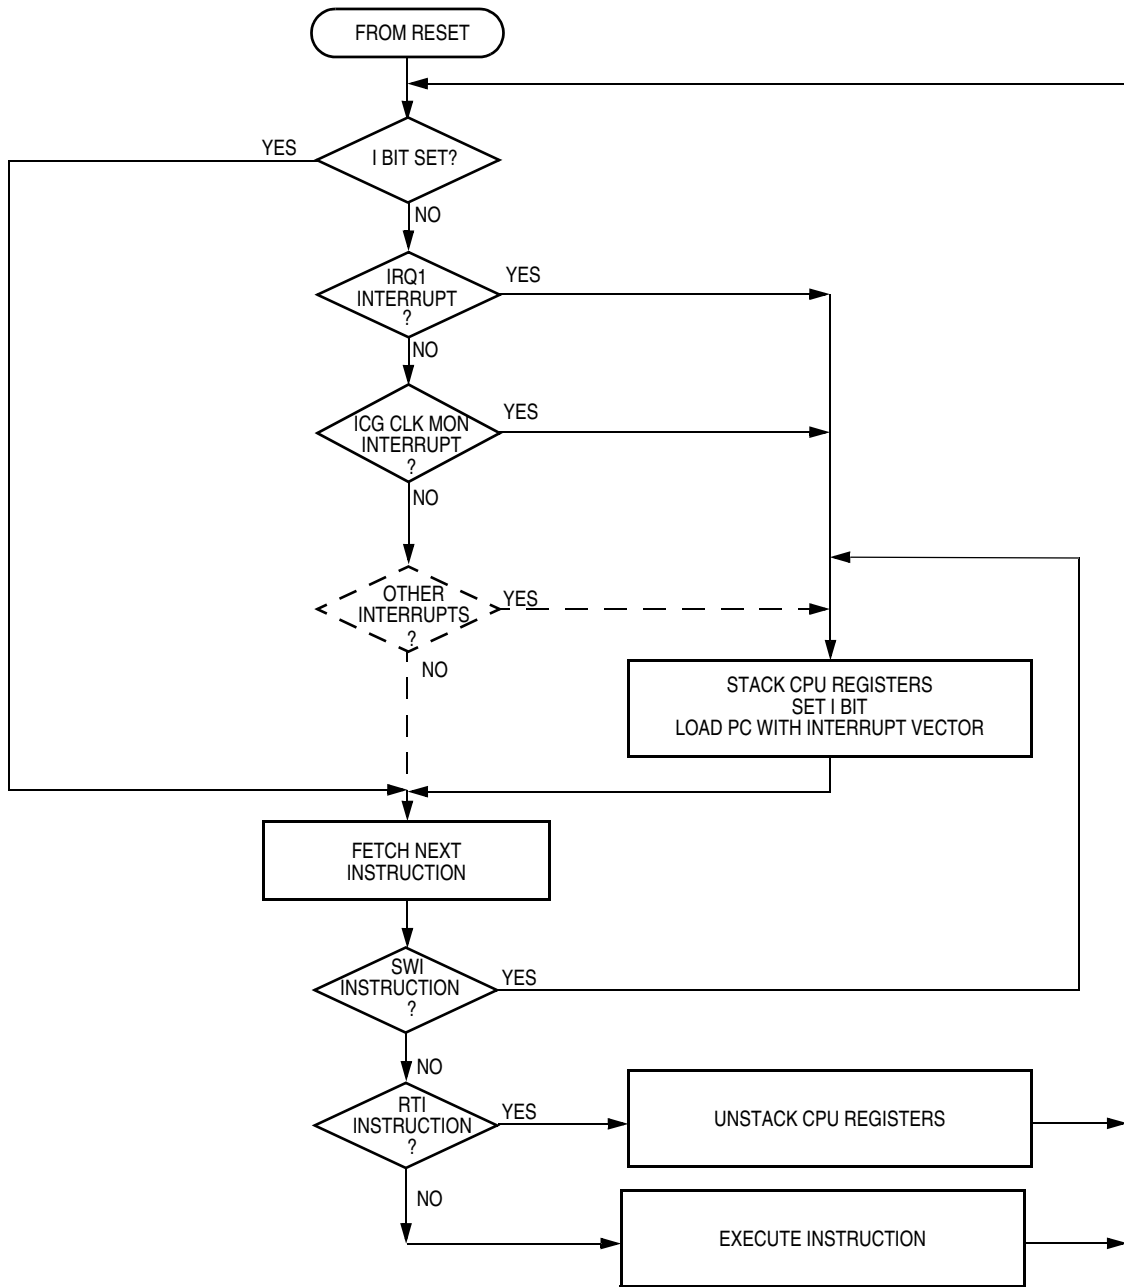 FROM RESET
YES
I BIT SET?
NO
IRQ1
INTERRUPT
?
YES
NO
ICG CLK MON
INTERRUPT
?
YES
NO
OTHER
INTERRUPTS
?
YES
NO
STACK CPU REGISTERS
SET I BIT
LOAD PC WITH INTERRUPT VECTOR
FETCH NEXT
INSTRUCTION
SWI
INSTRUCTION
?
YES
NO
RTI
INSTRUCTION
?
YES
UNSTACK CPU REGISTERS
NO
EXECUTE INSTRUCTION